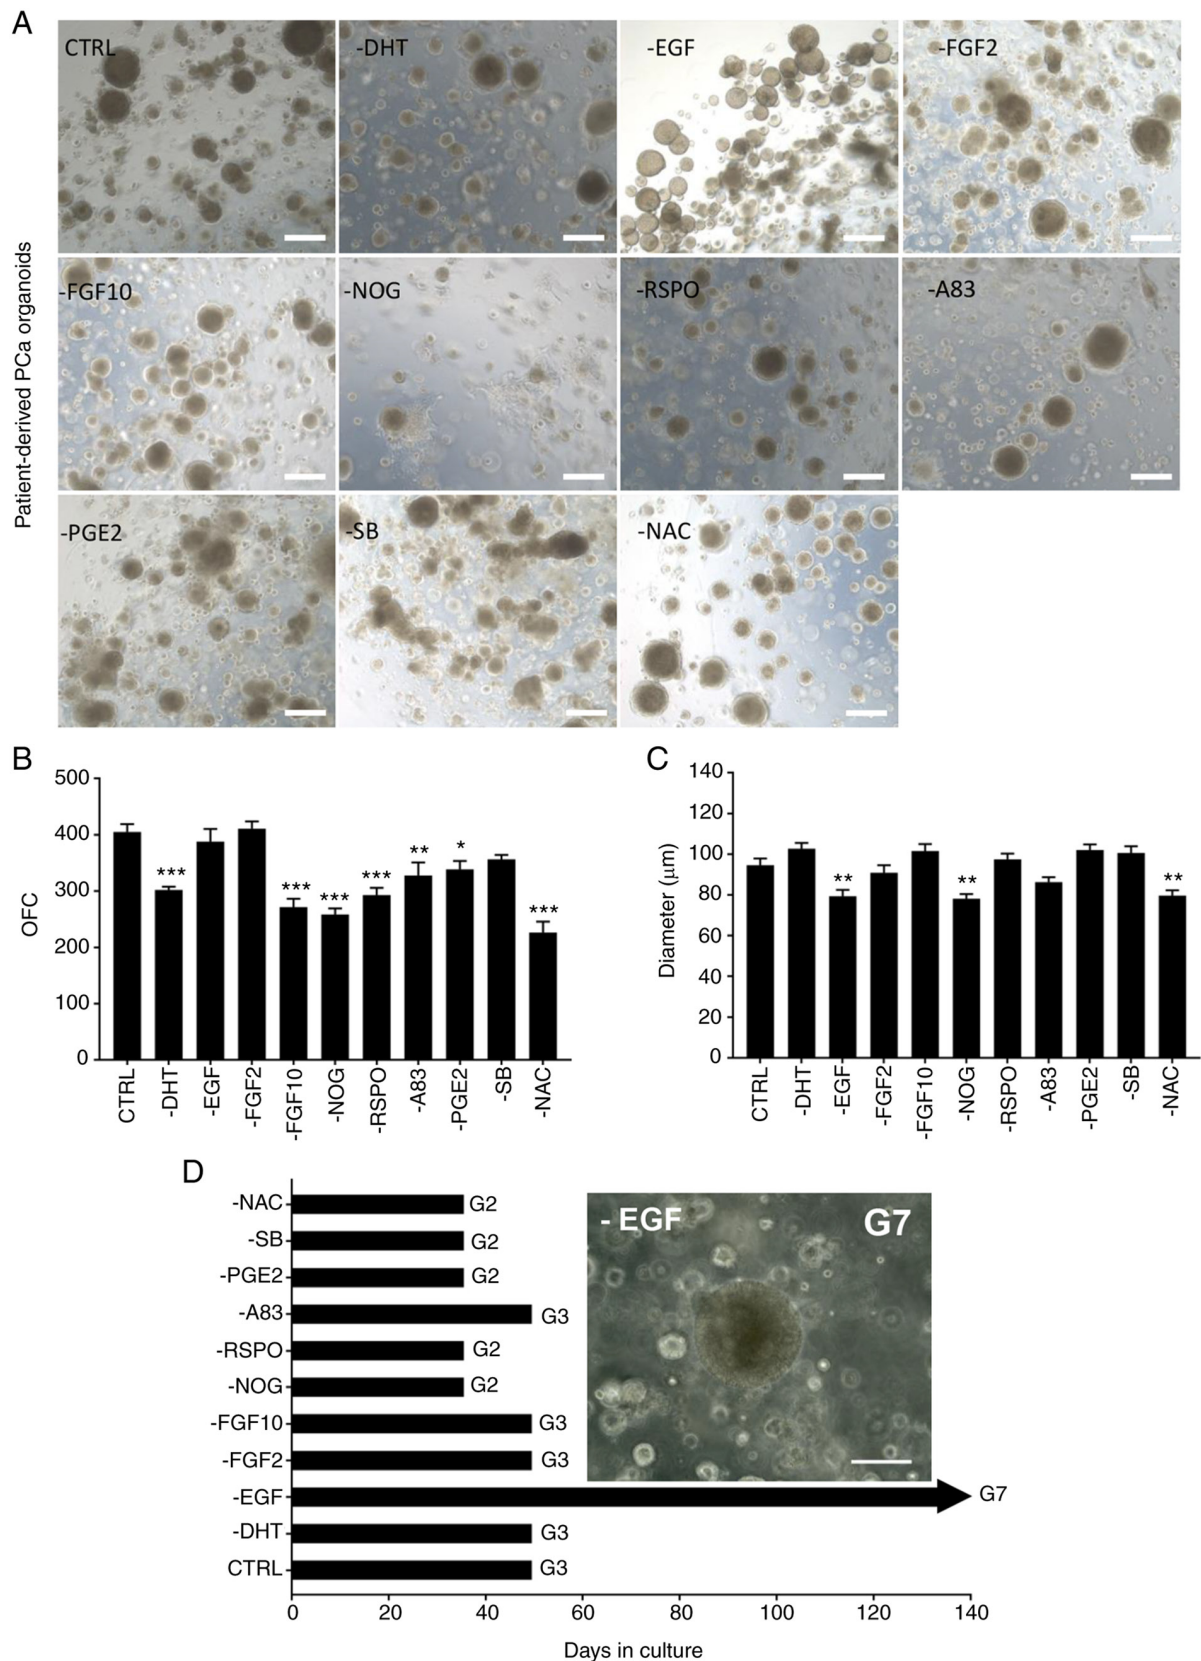 A
CTRL
-DHT
-EGF
-FGF2
Patient-derived PCa organoids
-FGF10
-NOG
-RSPO
-A83
-PGE2
-SB
-NAC
B
500
400
300
200
100
0
OFC
***
***
***
***
**
*
***
CTRL
-DHT
-EGF
-FGF2
-FGF10
-NOG
-RSPO
-A83
-PGE2
-SB
-NAC
C
140
120
100
80
60
40
20
0
Diameter (μm)
**
**
**
CTRL
-DHT
-EGF
-FGF2
-FGF10
-NOG
-RSPO
-A83
-PGE2
-SB
-NAC
D
-NAC G2
-SB G2
-PGE2 G2
-A83 G3
-RSPO G2
-NOG G2
-FGF10 G3
-FGF2 G3
-EGF G7
-DHT G3
CTRL G3
- EGF G7
0 20 40 60 80 100 120 140
Days in culture